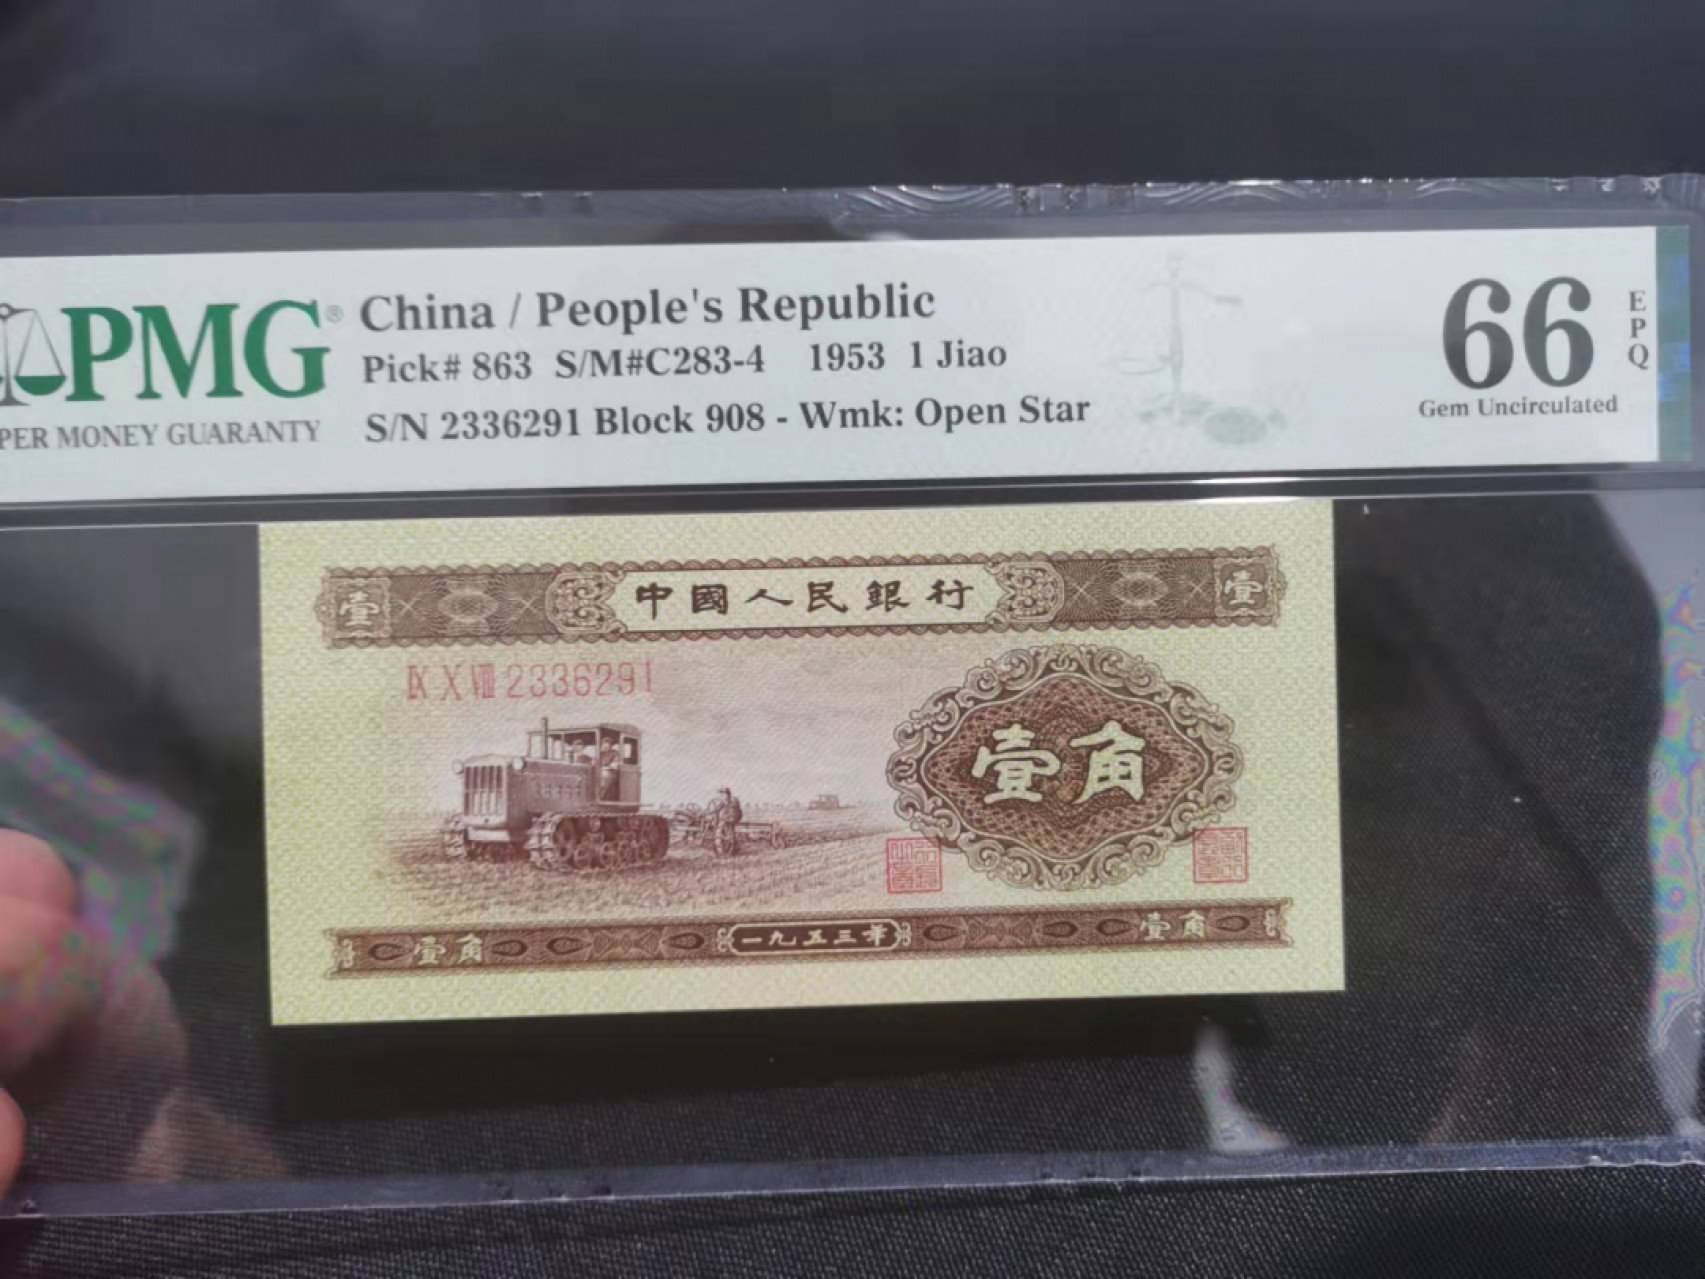 PMG®
PER MONEY GUARANTY
China / People's Republic
Pick# 863 S/M#C283-4 1953 1 Jiao
S/N 2336291 Block 908 - Wmk: Open Star
66
EPQ
Gem Uncirculated
壹 中國人民銀行 壹
IX X VIII 2336291
壹角
壹角 一九五三年 壹角